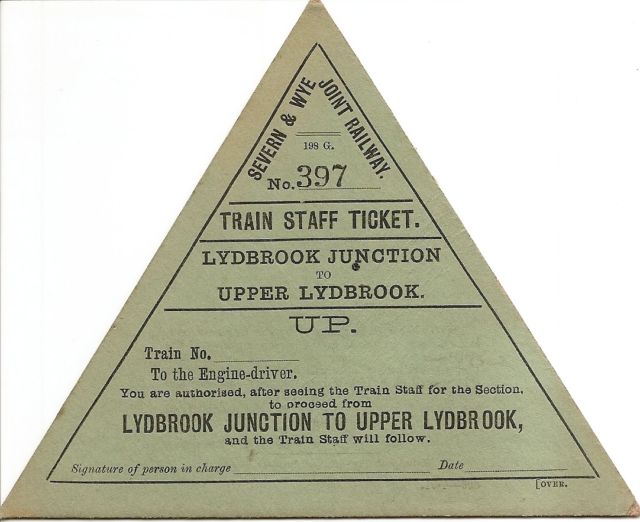 SEVERN & WYE JOINT RAILWAY.
198 G.
No. 397
TRAIN STAFF TICKET.
LYDBROOK JUNCTION
TO
UPPER LYDBROOK.
UP.
Train No.
To the Engine-driver.
You are authorised, after seeing the Train Staff for the Section,
to proceed from
LYDBROOK JUNCTION TO UPPER LYDBROOK,
and the Train Staff will follow.
Signature of person in charge Date
[OVER.